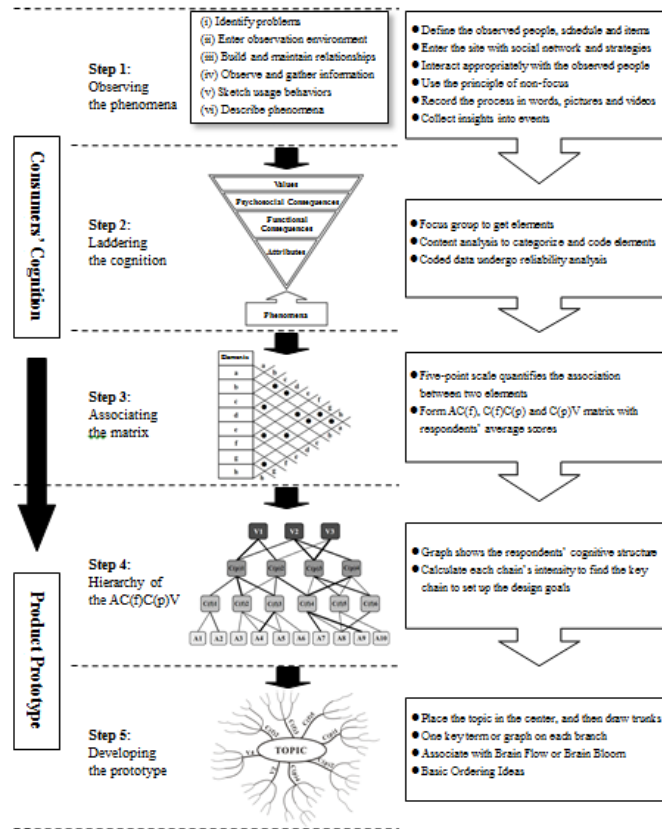 Consumers' Cognition
Product Prototype
Step 1:
Observing
the phenomena
(i) Identify problems
(ii) Enter observation environment
(iii) Build and maintain relationships
(iv) Observe and gather information
(v) Sketch usage behaviors
(vi) Describe phenomena
● Define the observed people, schedule and items
● Enter the site with social network and strategies
● Interact appropriately with the observed people
● Use the principle of non-focus
● Record the process in words, pictures and videos
● Collect insights into events
Step 2:
Laddering
the cognition
Values
Psychosocial Consequences
Functional
Consequences
Attributes
Phenomena
● Focus group to get elements
● Content analysis to categorize and code elements
● Coded data undergo reliability analysis
Step 3:
Associating
the matrix
Elements
a
b
c
d
e
f
g
h
● Five-point scale quantifies the association
between two elements
● Form AC(f), C(f)C(p) and C(p)V matrix with
respondents' average scores
Step 4:
Hierarchy of
the AC(f)C(p)V
V1 V2 V3
C(p)1 C(p)2 C(p)3 C(p)4
C(f)1 C(f)2 C(f)3 C(f)4 C(f)5 C(f)6
A1 A2 A3 A4 A5 A6 A7 A8 A9 A10
● Graph shows the respondents' cognitive structure
● Calculate each chain's intensity to find the key
chain to set up the design goals
Step 5:
Developing
the prototype
TOPIC
● Place the topic in the center, and then draw trunks
● One key term or graph on each branch
● Associate with Brain Flow or Brain Bloom
● Basic Ordering Ideas